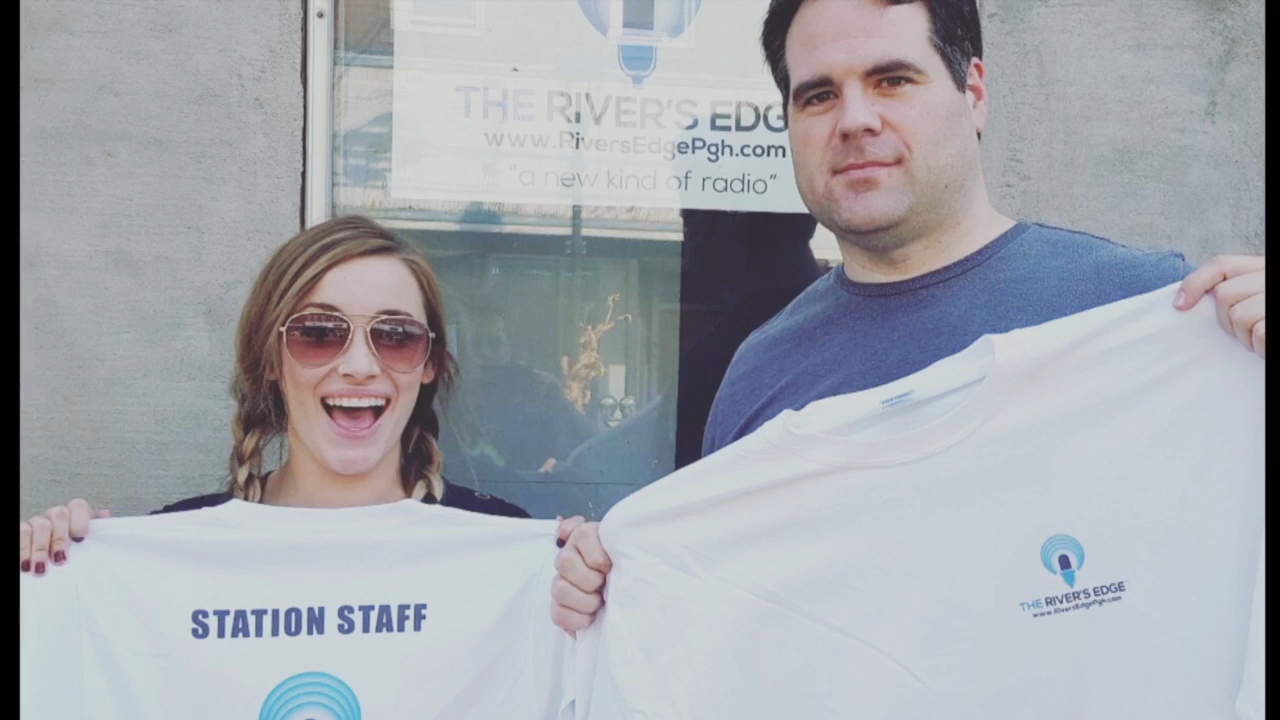 THE RIVER'S EDG
www.RiversEdgePgh.com
"a new kind of radio"
STATION STAFF
THE RIVER'S EDGE
www.RiversEdgePgh.com